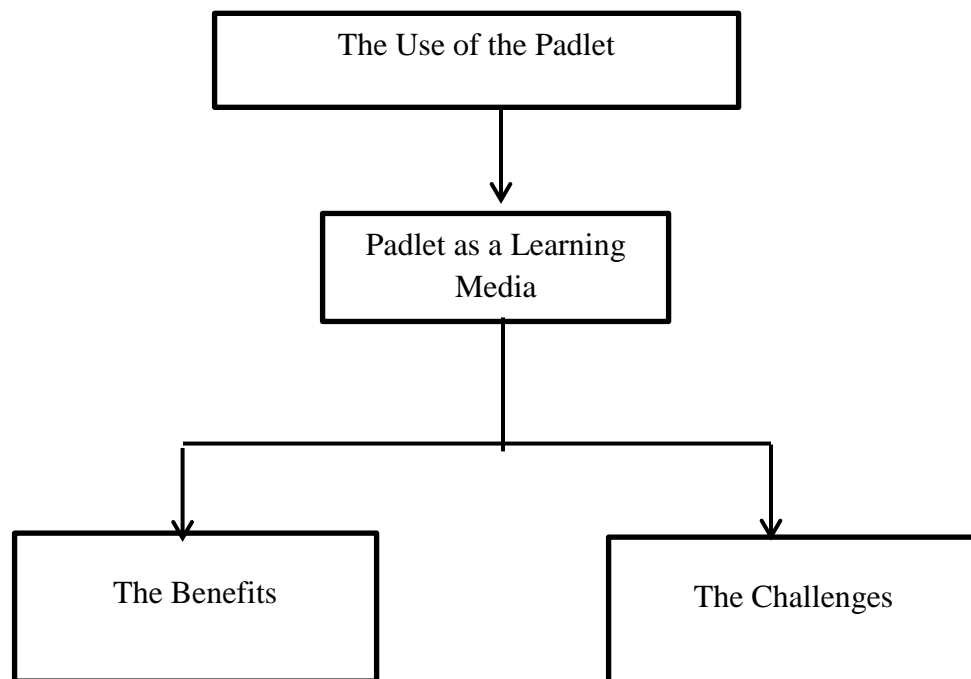 The Use of the Padlet
Padlet as a Learning
Media
The Benefits
The Challenges